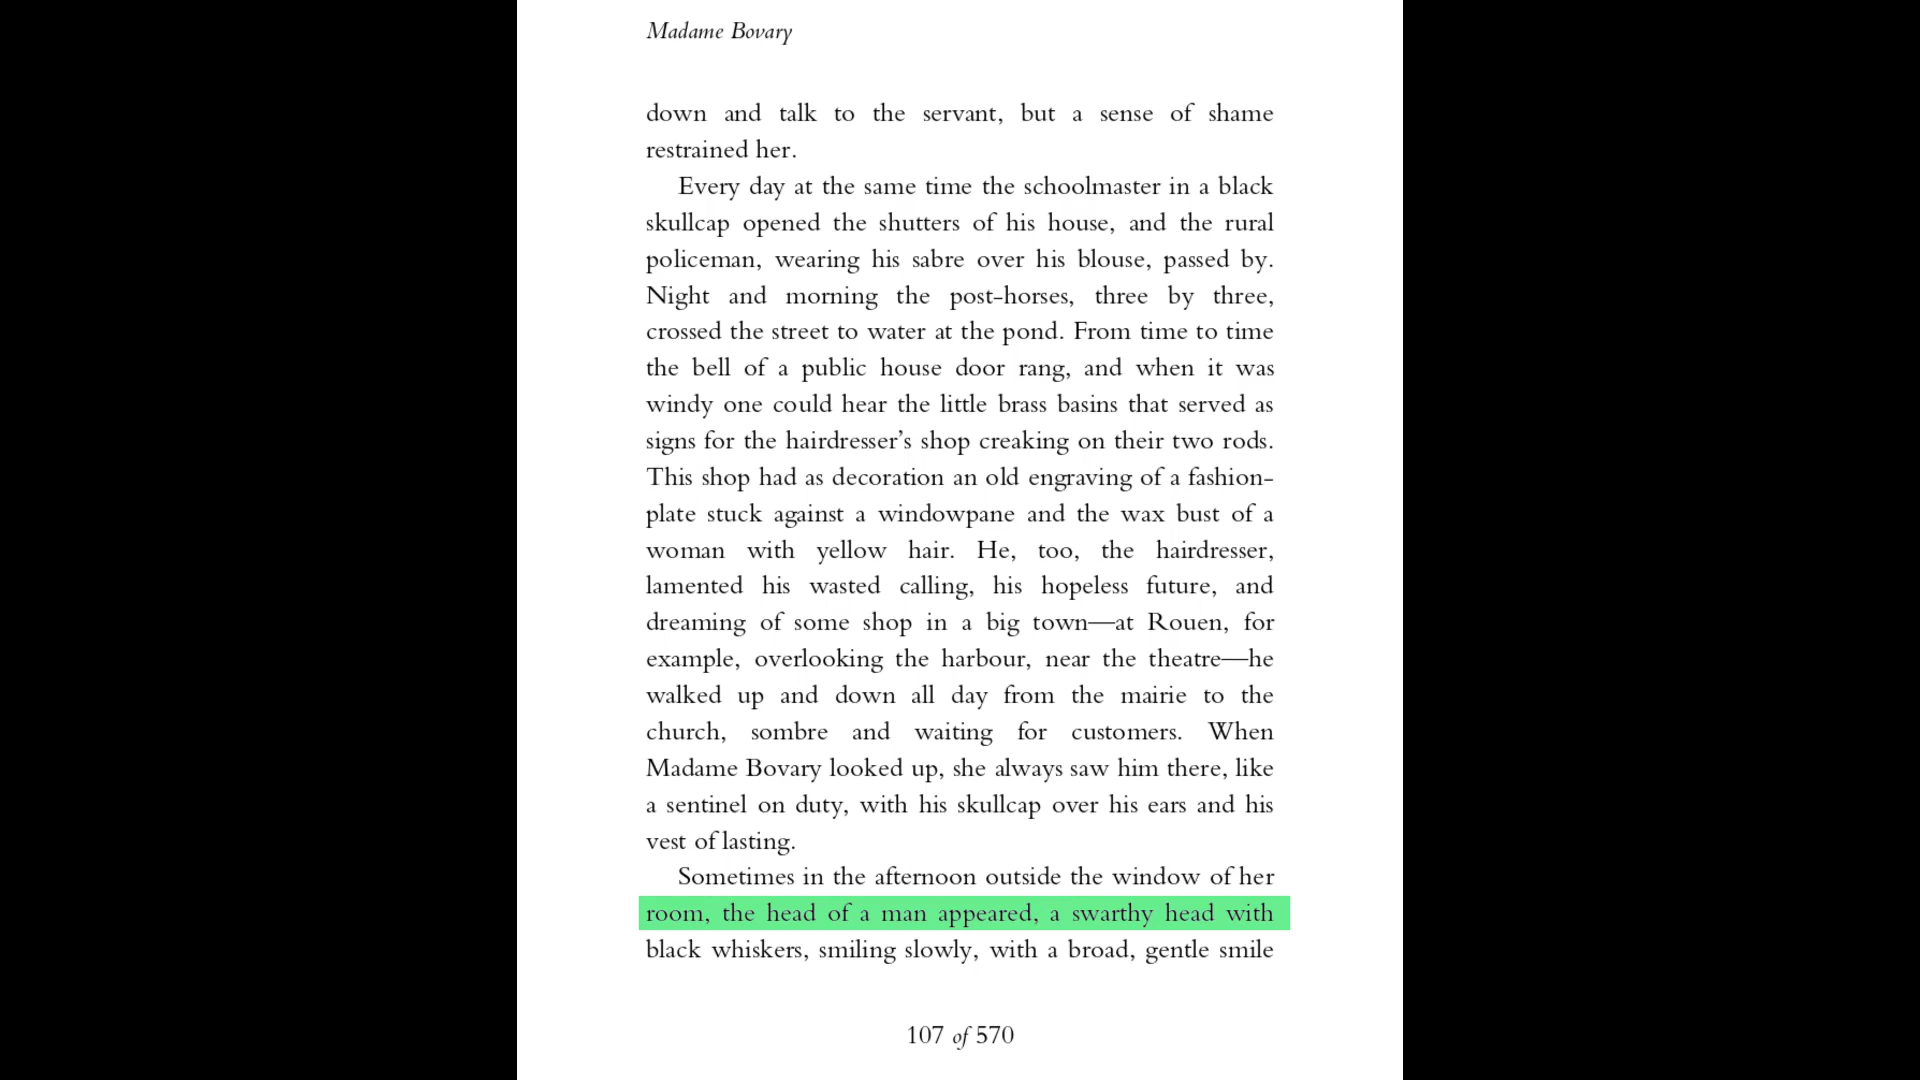 Madame Bovary
down and talk to the servant, but a sense of shame
restrained her.
Every day at the same time the schoolmaster in a black
skullcap opened the shutters of his house, and the rural
policeman, wearing his sabre over his blouse, passed by.
Night and morning the post-horses, three by three,
crossed the street to water at the pond. From time to time
the bell of a public house door rang, and when it was
windy one could hear the little brass basins that served as
signs for the hairdresser’s shop creaking on their two rods.
This shop had as decoration an old engraving of a fashion-
plate stuck against a windowpane and the wax bust of a
woman with yellow hair. He, too, the hairdresser,
lamented his wasted calling, his hopeless future, and
dreaming of some shop in a big town—at Rouen, for
example, overlooking the harbour, near the theatre—he
walked up and down all day from the mairie to the
church, sombre and waiting for customers. When
Madame Bovary looked up, she always saw him there, like
a sentinel on duty, with his skullcap over his ears and his
vest of lasting.
Sometimes in the afternoon outside the window of her
room, the head of a man appeared, a swarthy head with
black whiskers, smiling slowly, with a broad, gentle smile
107 of 570